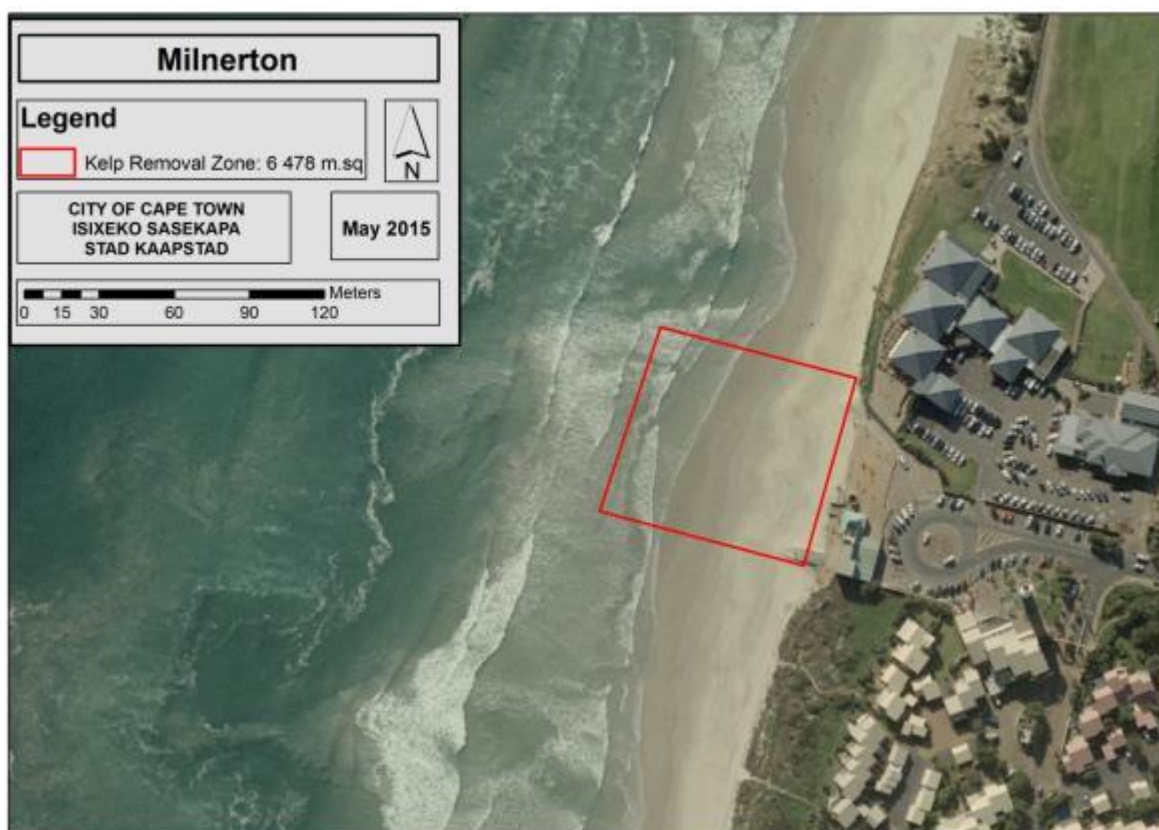 Milnerton
Legend
Kelp Removal Zone: 6 478 m.sq
N
CITY OF CAPE TOWN
ISIXEKO SASEKAPA
STAD KAAPSTAD
May 2015
Meters
0 15 30 60 90 120